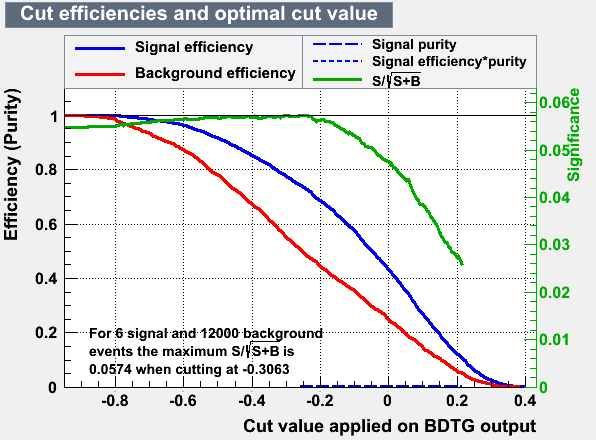 Cut efficiencies and optimal cut value
Signal efficiency
Background efficiency
Signal purity
Signal efficiency*purity
S/√S+B
Efficiency (Purity)
1
0.8
0.6
0.4
0.2
0
0.06
0.05
0.04
0.03
0.02
0.01
0
Significance
For 6 signal and 12000 background
events the maximum S/√S+B is
0.0574 when cutting at -0.3063
-0.8 -0.6 -0.4 -0.2 0 0.2 0.4
Cut value applied on BDTG output